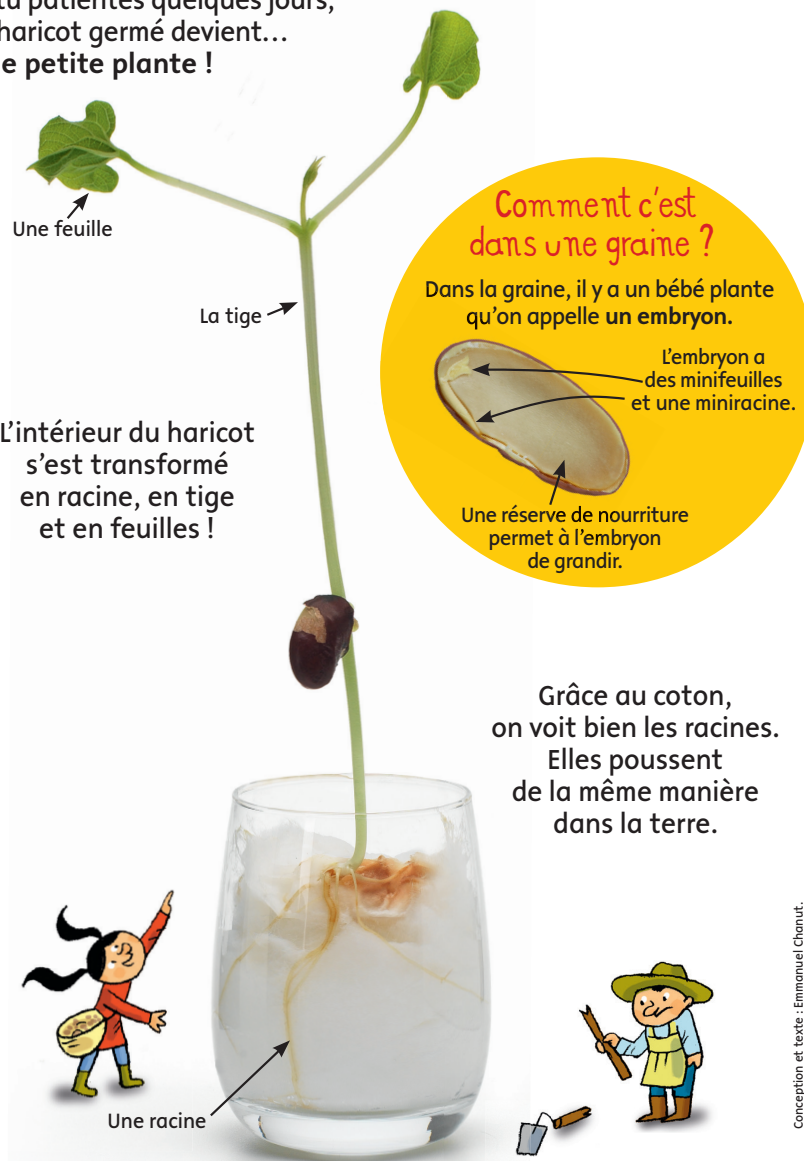 tu patientes quelques jours,
haricot germé devient…
e petite plante !
Une feuille
La tige
Comment c'est
dans une graine ?
Dans la graine, il y a un bébé plante
qu'on appelle un embryon.
L'embryon a
des minifeuilles
et une miniracine.
Une réserve de nourriture
permet à l'embryon
de grandir.
L'intérieur du haricot
s'est transformé
en racine, en tige
et en feuilles !
Grâce au coton,
on voit bien les racines.
Elles poussent
de la même manière
dans la terre.
Une racine
Conception et texte : Emmanuel Chanut.